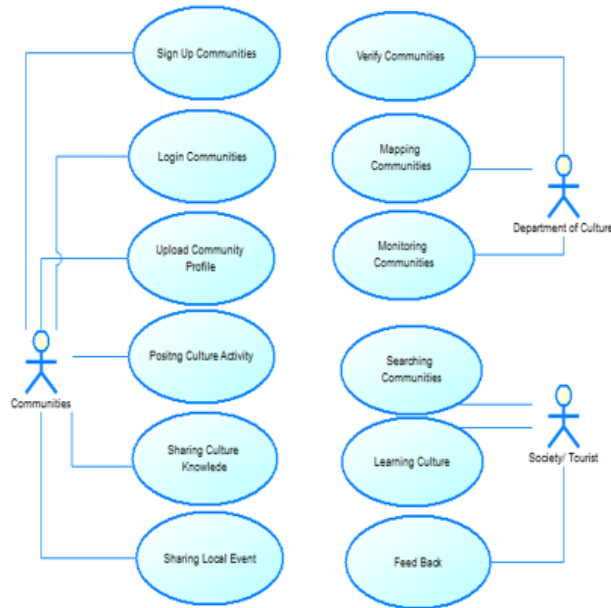 Sign Up Communities
Login Communities
Upload Community
Profile
Positng Culture Activity
Sharing Culture
Knowlede
Sharing Local Event
Communities
Verify Communities
Mapping
Communities
Monitoring
Communities
Department of Culture
Searching
Communities
Learning Culture
Feed Back
Society/ Tourist